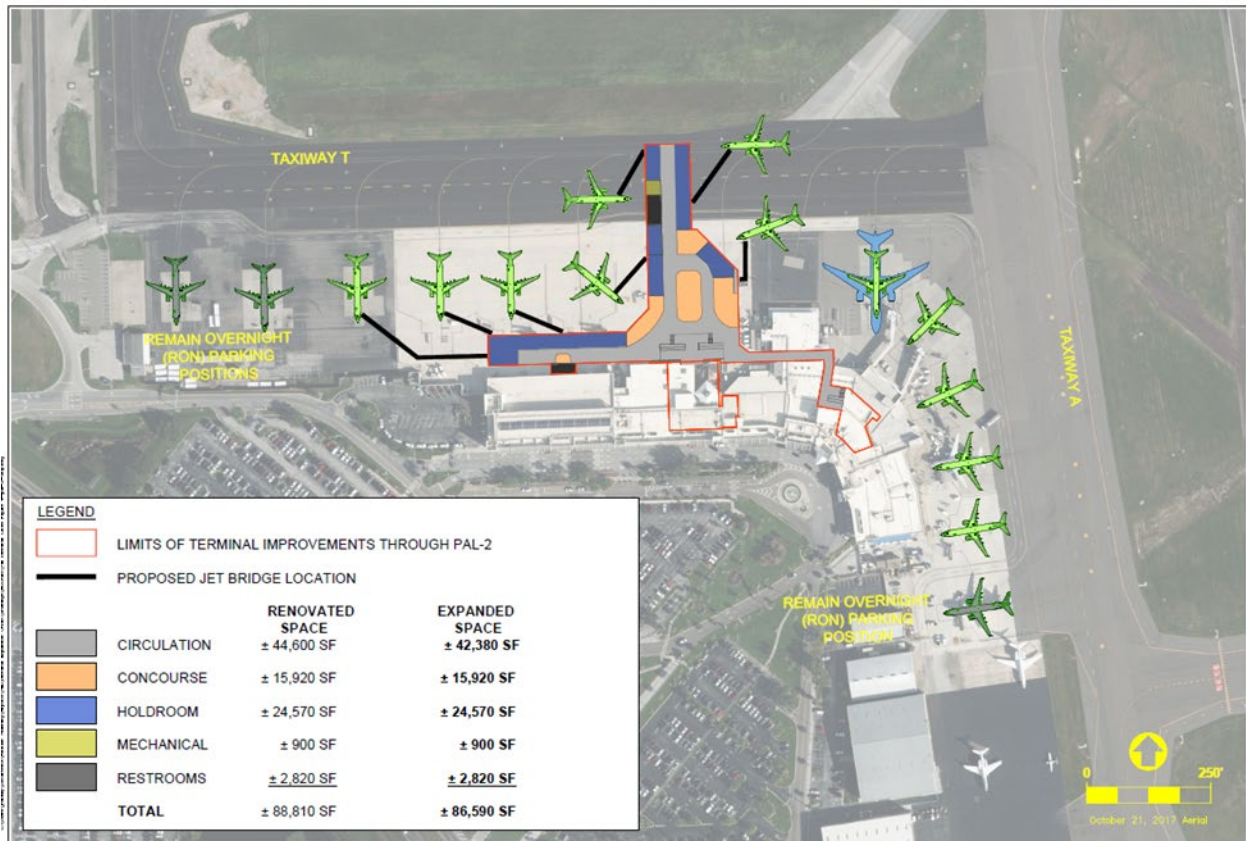 TAXIWAY T
REMAIN OVERNIGHT
(RON) PARKING
POSITIONS
TAXIWAY A
REMAIN OVERNIGHT
(RON) PARKING
POSITION
LEGEND
LIMITS OF TERMINAL IMPROVEMENTS THROUGH PAL-2
PROPOSED JET BRIDGE LOCATION
RENOVATED SPACE EXPANDED SPACE
CIRCULATION ± 44,600 SF ± 42,380 SF
CONCOURSE ± 15,920 SF ± 15,920 SF
HOLDROOM ± 24,570 SF ± 24,570 SF
MECHANICAL ± 900 SF ± 900 SF
RESTROOMS ± 2,820 SF ± 2,820 SF
TOTAL ± 88,810 SF ± 86,590 SF
0 250'
October 21, 2017 Aerial